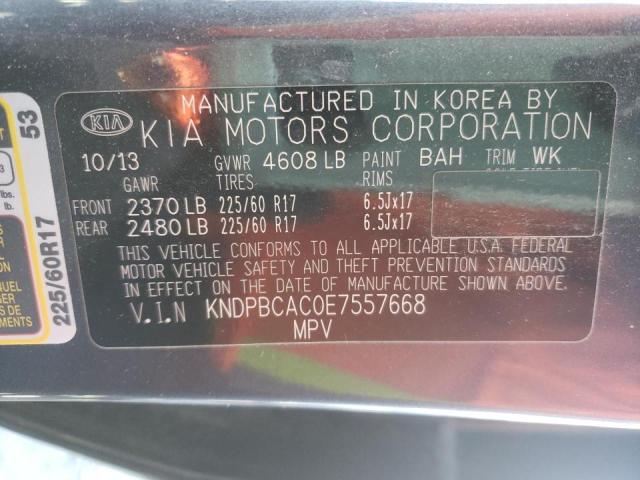 MANUFACTURED IN KOREA BY
KIA KIA MOTORS CORPORATION
10/13 GVWR 4608 LB PAINT BAH TRIM WK
GAWR TIRES RIMS
FRONT 2370 LB 225/60 R17 6.5Jx17
REAR 2480 LB 225/60 R17 6.5Jx17
THIS VEHICLE CONFORMS TO ALL APPLICABLE U.S.A. FEDERAL
MOTOR VEHICLE SAFETY AND THEFT PREVENTION STANDARDS
IN EFFECT ON THE DATE OF MANUFACTURE SHOWN ABOVE.
V.I.N KNDPBCAC0E7557668
MPV
53
225/60R17